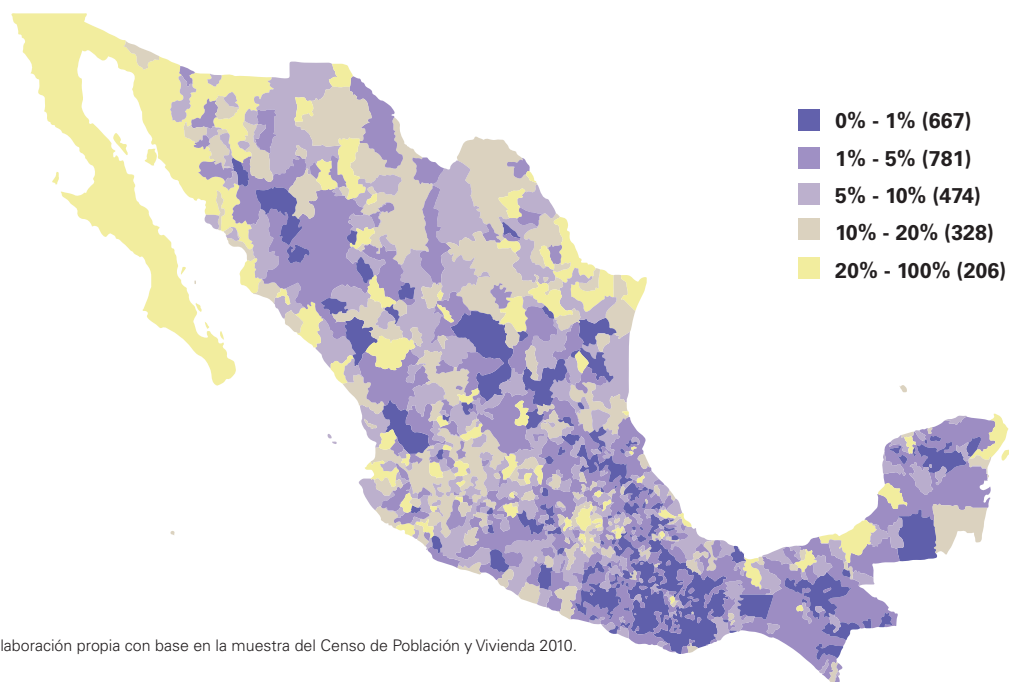 0% - 1% (667)
1% - 5% (781)
5% - 10% (474)
10% - 20% (328)
20% - 100% (206)
laboración propia con base en la muestra del Censo de Población y Vivienda 2010.